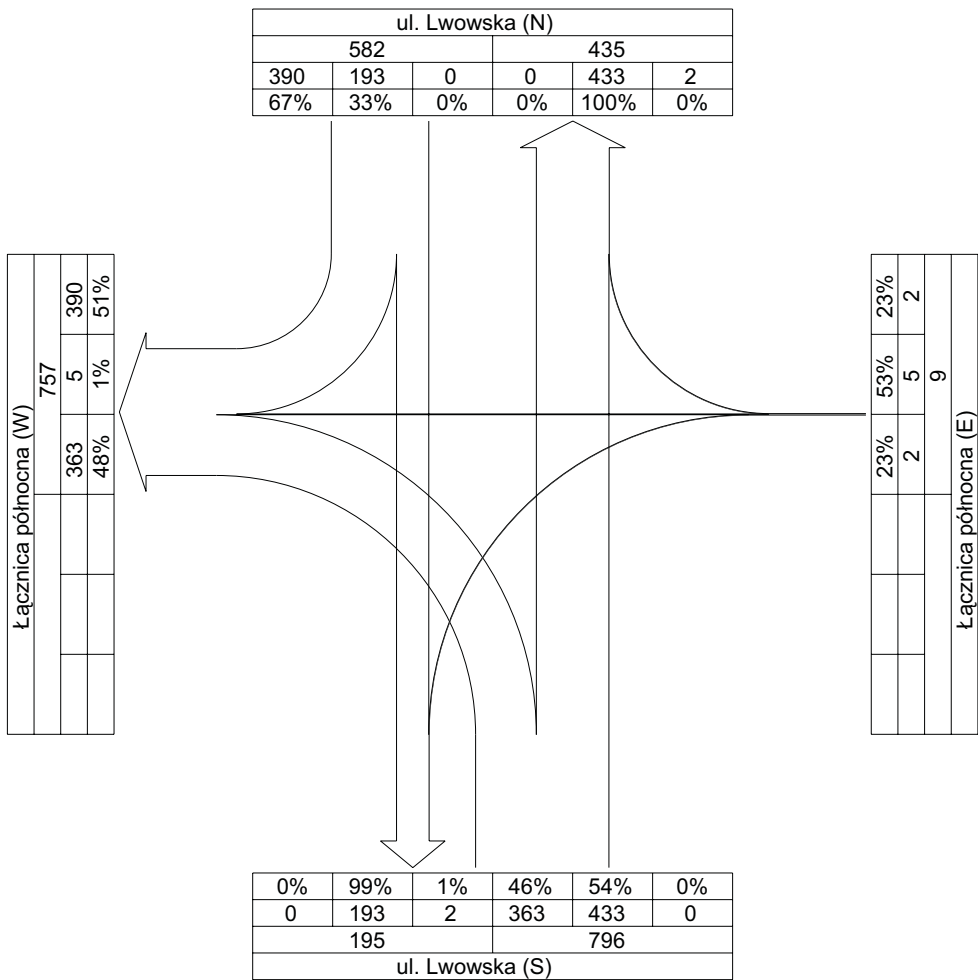 ul. Lwowska (N)
582 435
390 193 0 0 433 2
67% 33% 0% 0% 100% 0%
Łącznica północna (W)
757
390 5 363
51% 1% 48%
23% 53% 23%
2 5 2
9
Łącznica północna (E)
0% 99% 1% 46% 54% 0%
0 193 2 363 433 0
195 796
ul. Lwowska (S)